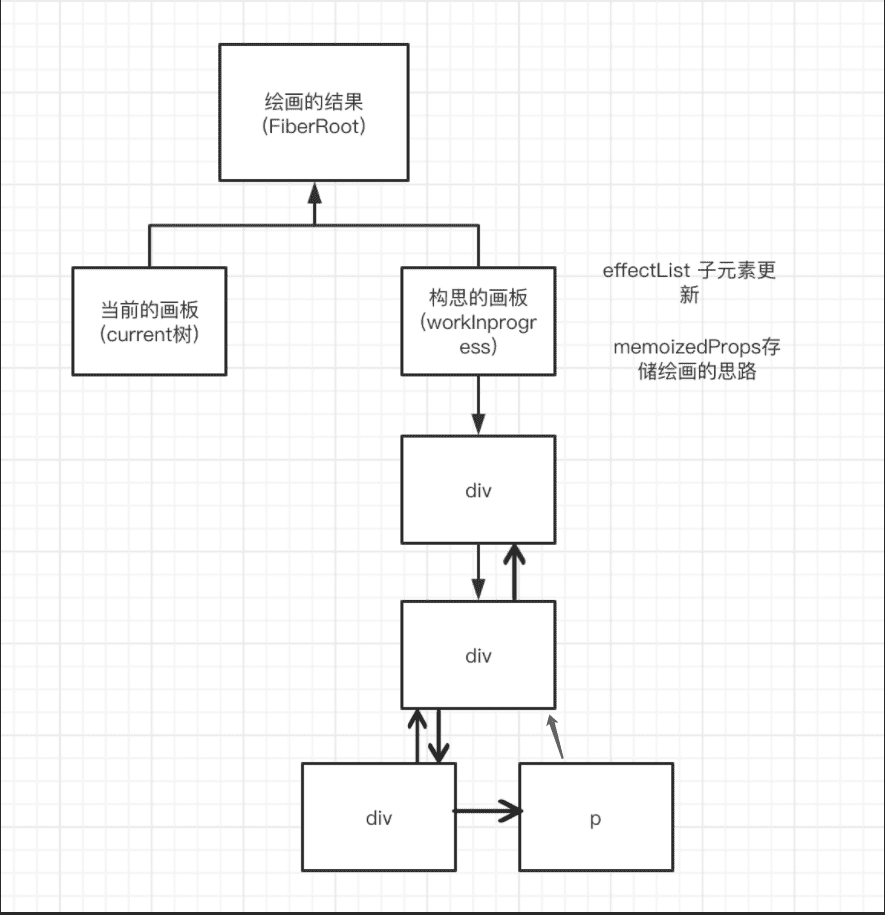 绘画的结果
(FiberRoot)
当前的画板
(current树)
构思的画板
(workInprogr
ess)
effectList 子元素更
新
memoizedProps存
储绘画的思路
div
div
div
p